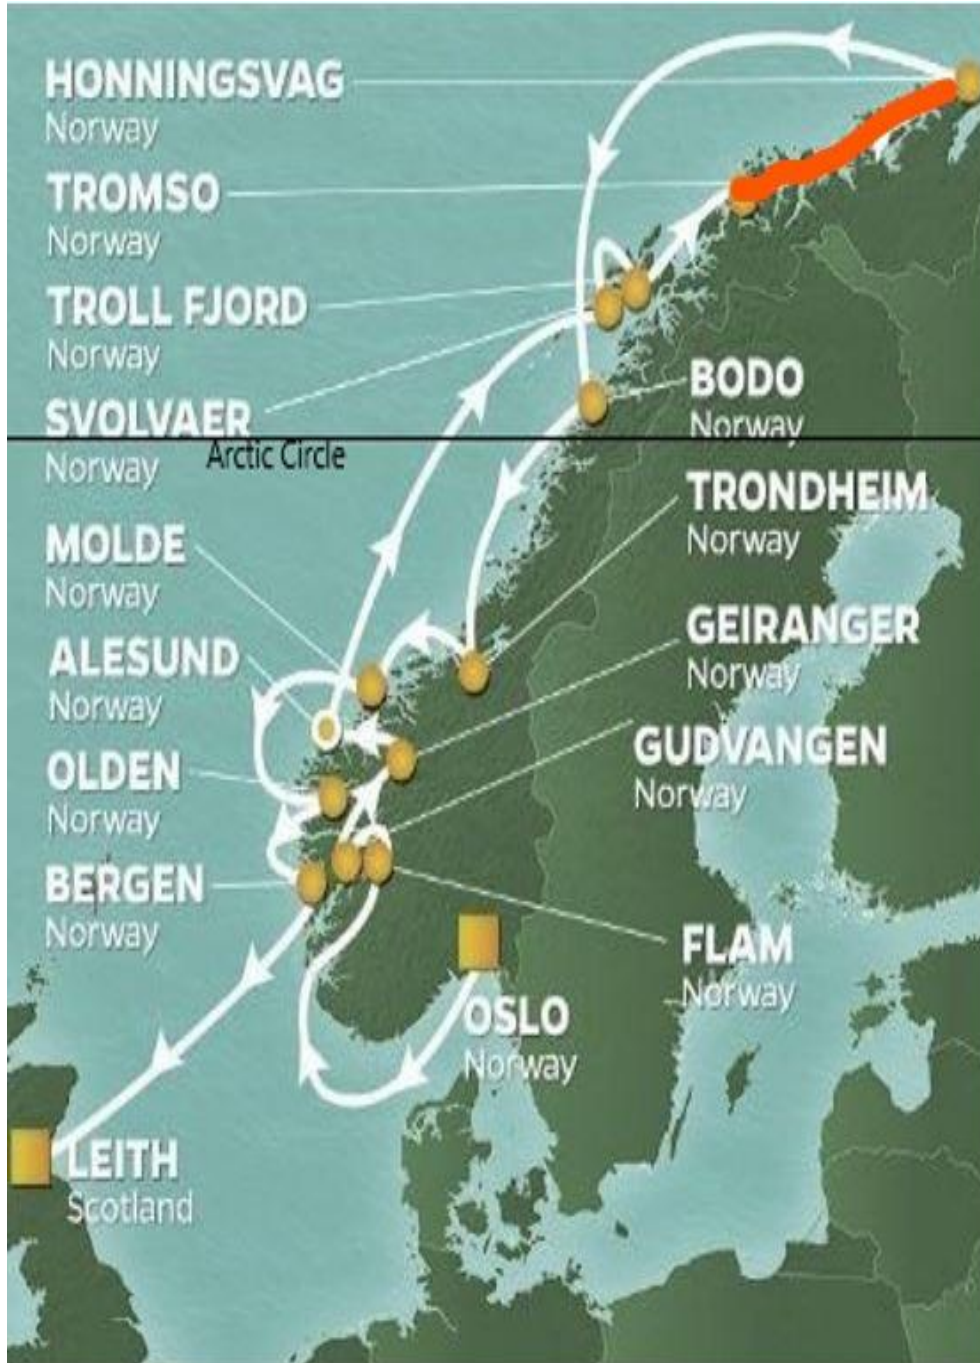 HONNINGSVAG
Norway
TROMSO
Norway
TROLL FJORD
Norway
SVOLVAER
Norway
Arctic Circle
BODO
Norway
TRONDHEIM
Norway
MOLDE
Norway
GEIRANGER
Norway
ALESUND
Norway
GUDVANGEN
Norway
OLDEN
Norway
BERGEN
Norway
FLAM
Norway
OSLO
Norway
LEITH
Scotland